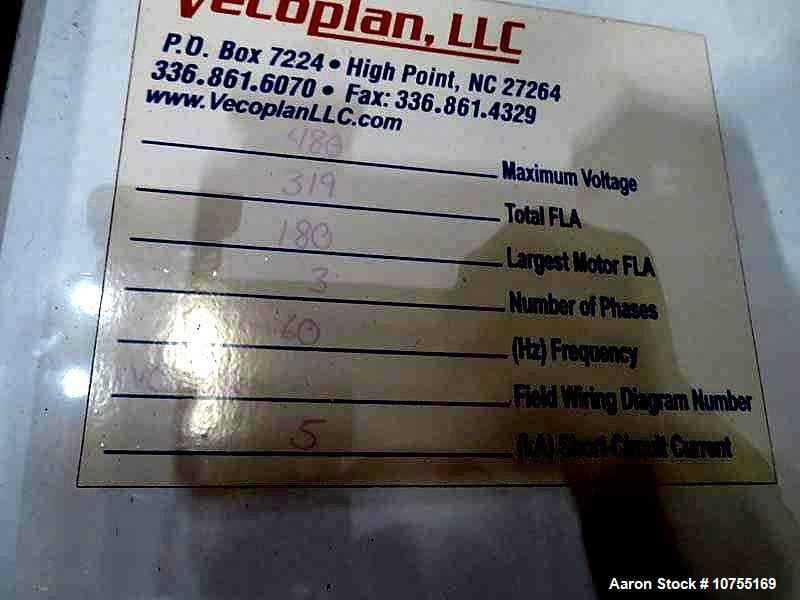 Vecoplan, LLC
P.O. Box 7224 • High Point, NC 27264
336.861.6070 • Fax: 336.861.4329
www.VecoplanLLC.com
480 Maximum Voltage
319 Total FLA
180 Largest Motor FLA
3 Number of Phases
60 (Hz) Frequency
Field Wiring Diagram Number
5 (kA) Short-Circuit Current
Aaron Stock # 10755169